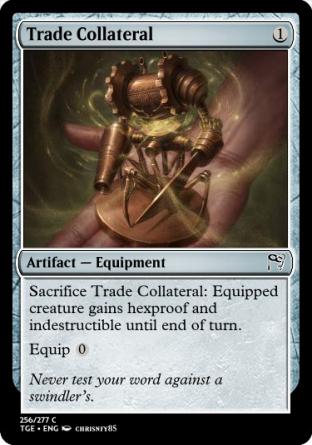 Trade Collateral 1
Artifact — Equipment
Sacrifice Trade Collateral: Equipped
creature gains hexproof and
indestructible until end of turn.
Equip 0
Never test your word against a
swindler's.
256/277 C
TGE • ENG CHRISNTY85